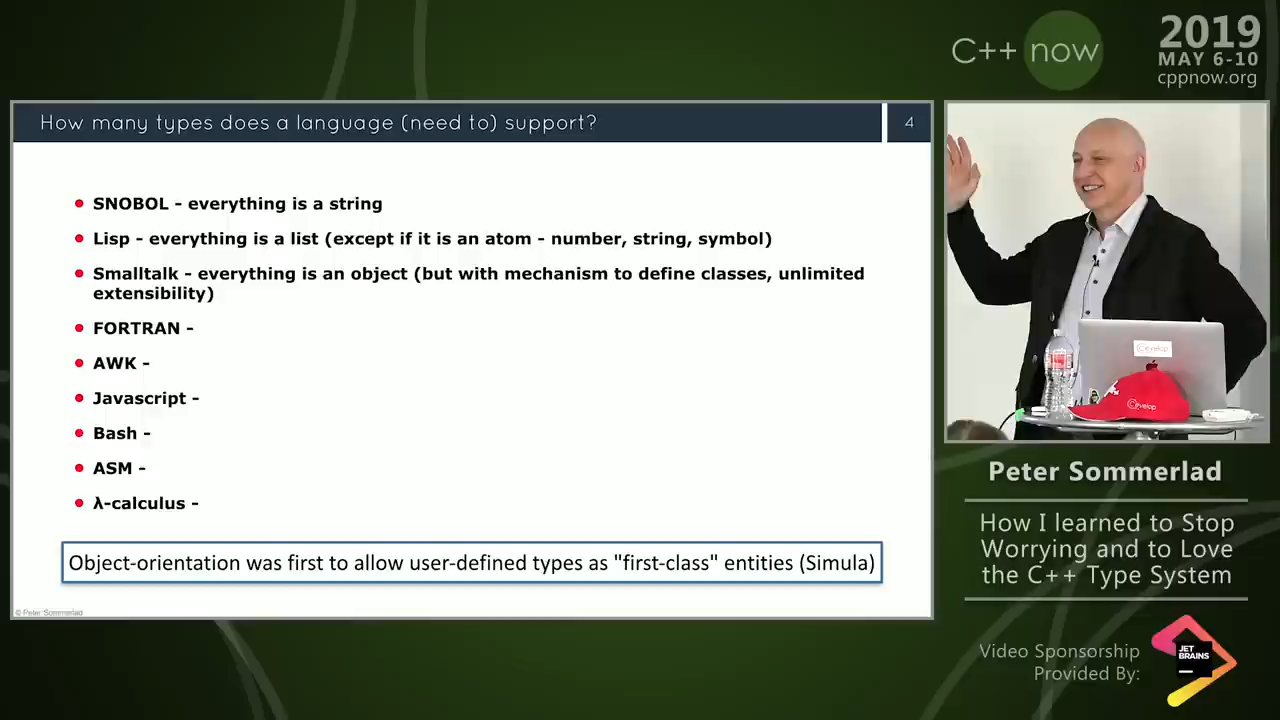 C++ now
2019
MAY 6-10
cppnow.org
How many types does a language (need to) support?
4
• SNOBOL - everything is a string
• Lisp - everything is a list (except if it is an atom - number, string, symbol)
• Smalltalk - everything is an object (but with mechanism to define classes, unlimited
extensibility)
• FORTRAN -
• AWK -
• Javascript -
• Bash -
• ASM -
• λ-calculus -
Object-orientation was first to allow user-defined types as "first-class" entities (Simula)
© Peter Sommerlad
Cevelop
Cevelop
Peter Sommerlad
How I learned to Stop
Worrying and to Love
the C++ Type System
Video Sponsorship
Provided By:
JET
BRAINS